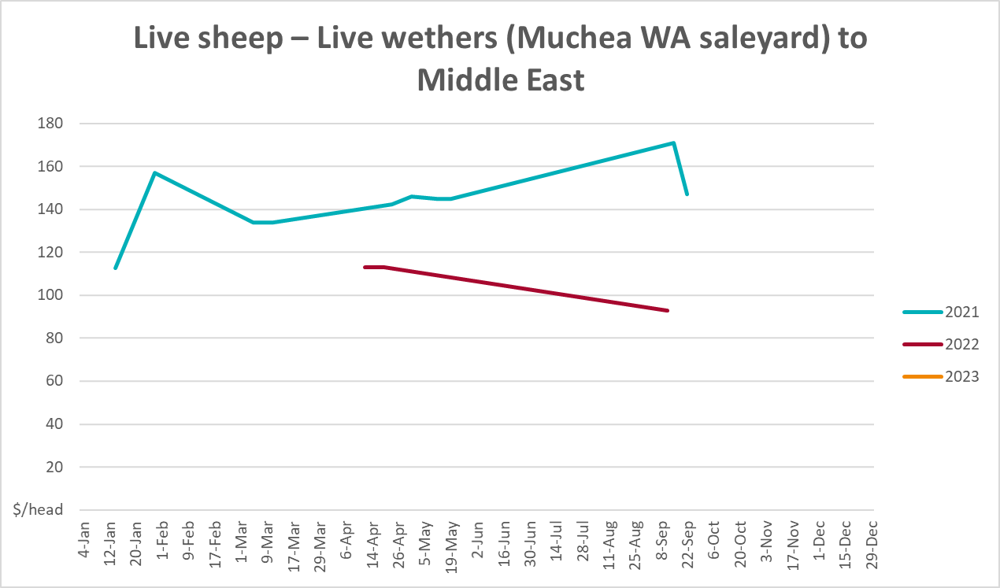 Live sheep – Live wethers (Muchea WA saleyard) to
Middle East
180
160
140
120
100
80
60
40
20
$/head
4-Jan
12-Jan
20-Jan
1-Feb
9-Feb
17-Feb
1-Mar
9-Mar
17-Mar
29-Mar
6-Apr
14-Apr
26-Apr
5-May
19-May
2-Jun
16-Jun
30-Jun
14-Jul
28-Jul
11-Aug
25-Aug
8-Sep
22-Sep
6-Oct
20-Oct
3-Nov
17-Nov
1-Dec
15-Dec
29-Dec
2021
2022
2023